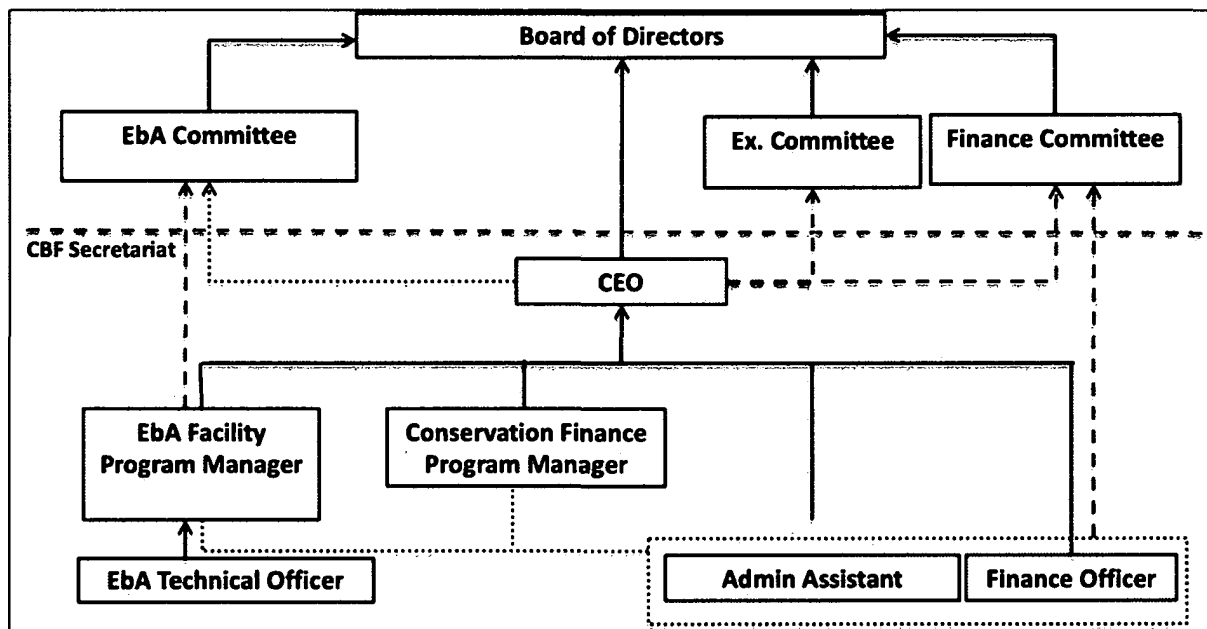 Board of Directors
EbA Committee
Ex. Committee
Finance Committee
CBF Secretariat
CEO
EbA Facility
Program Manager
Conservation Finance
Program Manager
EbA Technical Officer
Admin Assistant
Finance Officer